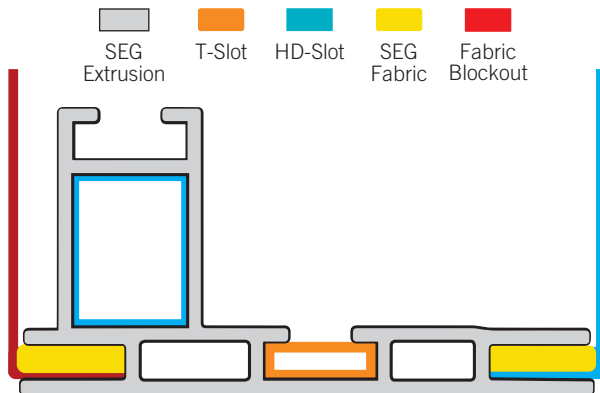 SEG
Extrusion
T-Slot
HD-Slot
SEG
Fabric
Fabric
Blockout